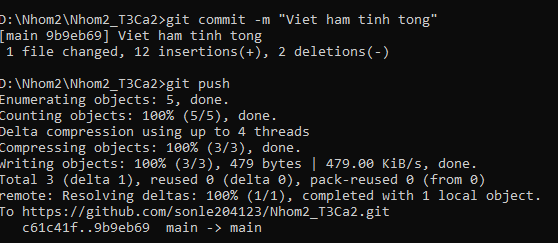 D:\Nhom2\Nhom2_T3Ca2>git commit -m "Viet ham tinh tong"
[main 9b9eb69] Viet ham tinh tong
 1 file changed, 12 insertions(+), 2 deletions(-)

D:\Nhom2\Nhom2_T3Ca2>git push
Enumerating objects: 5, done.
Counting objects: 100% (5/5), done.
Delta compression using up to 4 threads
Compressing objects: 100% (3/3), done.
Writing objects: 100% (3/3), 479 bytes | 479.00 KiB/s, done.
Total 3 (delta 1), reused 0 (delta 0), pack-reused 0 (from 0)
remote: Resolving deltas: 100% (1/1), completed with 1 local object.
To https://github.com/sonle204123/Nhom2_T3Ca2.git
   c61c41f..9b9eb69  main -> main